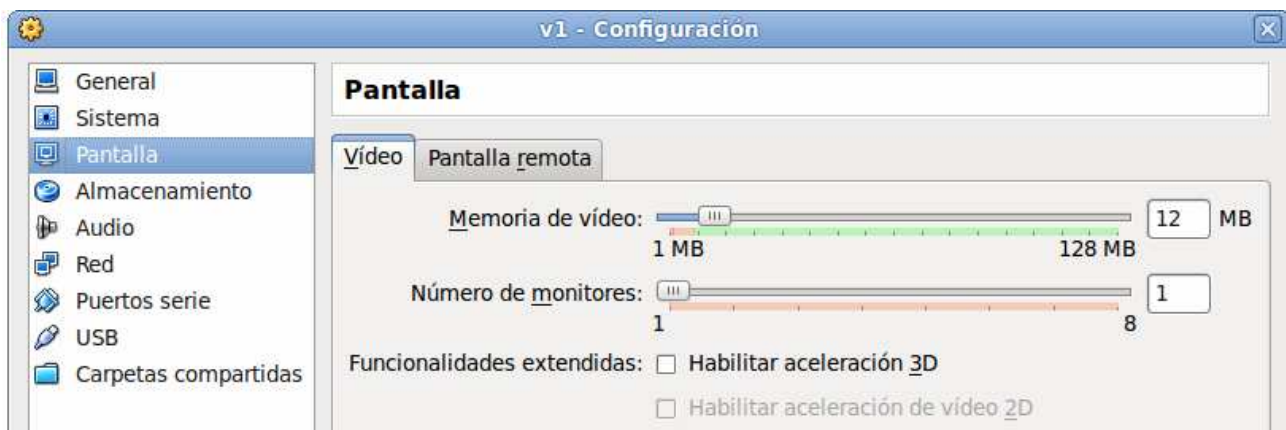 v1 - Configuración
General
Sistema
Pantalla
Almacenamiento
Audio
Red
Puertos serie
USB
Carpetas compartidas
Pantalla
Vídeo Pantalla remota
Memoria de vídeo: 12 MB
1 MB 128 MB
Número de monitores: 1
1 8
Funcionalidades extendidas: Habilitar aceleración 3D
Habilitar aceleración de vídeo 2D